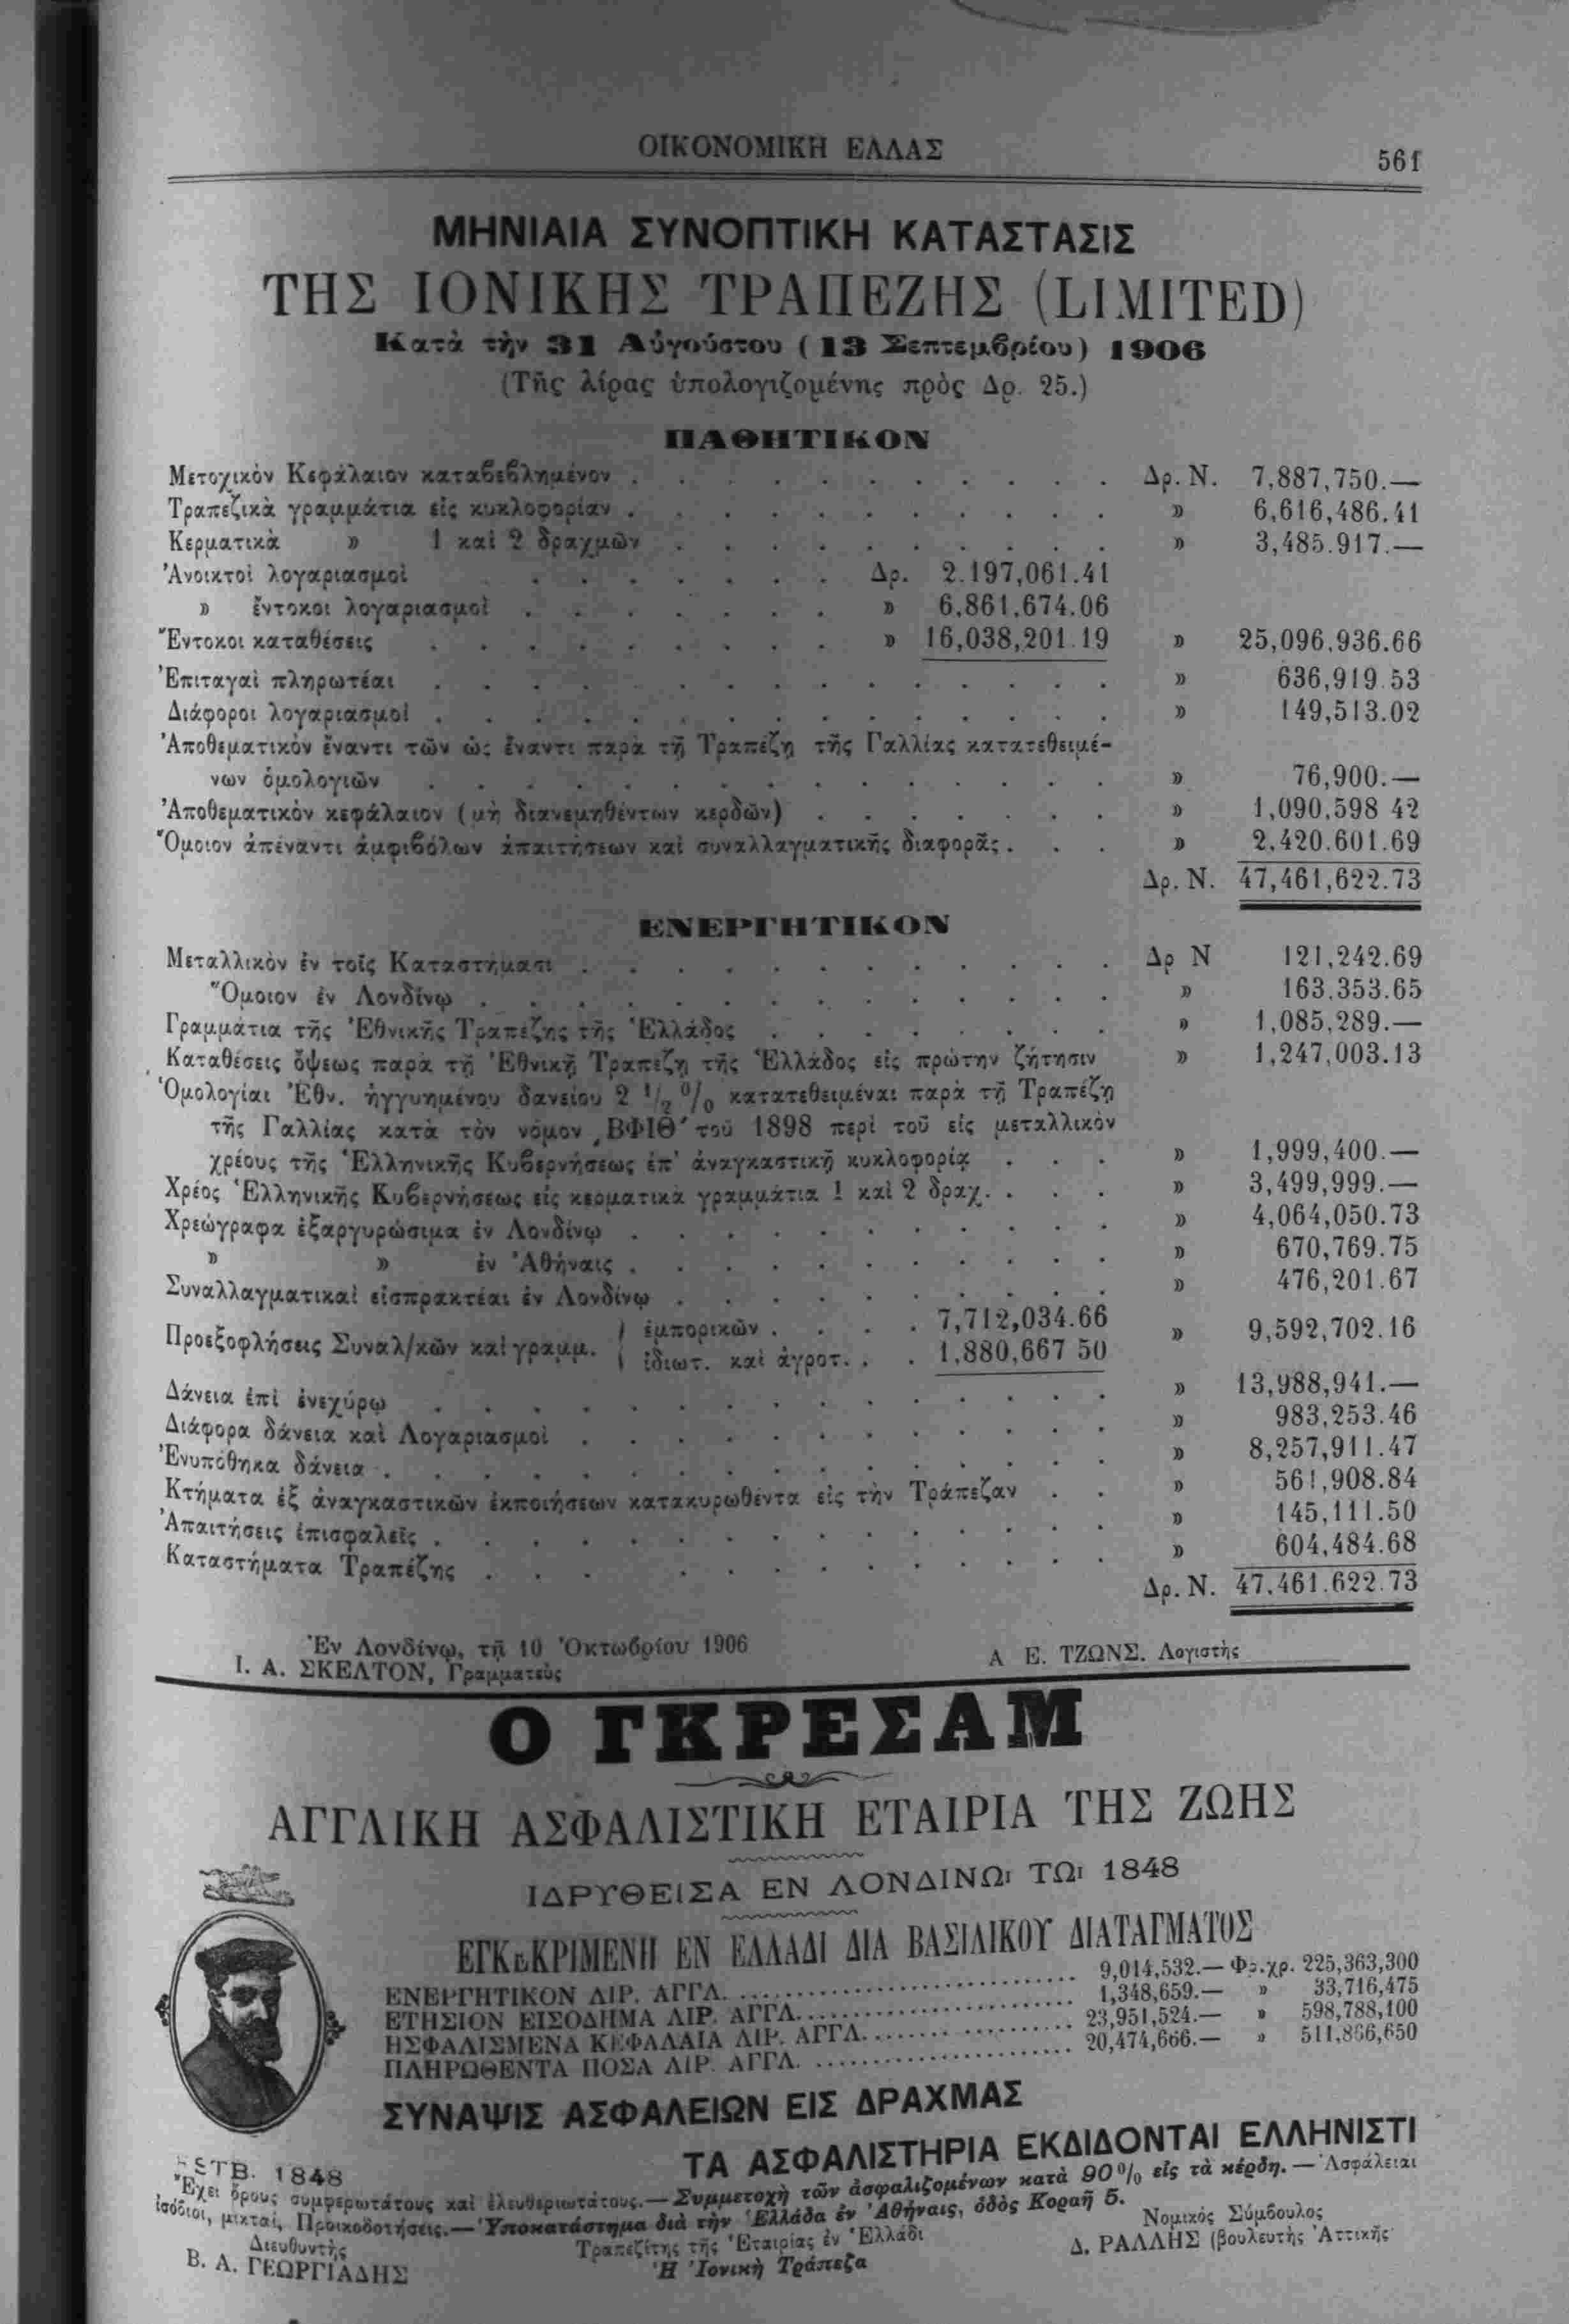 ΟΙΚΟΝΟΜΙΚΗ ΕΛΛΑΣ 561
ΜΗΝΙΑΙΑ ΣΥΝΟΠΤΙΚΗ ΚΑΤΑΣΤΑΣΙΣ
ΤΗΣ ΙΟΝΙΚΗΣ ΤΡΑΠΕΖΗΣ (LIMITED)
Κατὰ τὴν 31 Αὐγούστου (13 Σεπτεμβρίου) 1906
(Τῆς λίρας ὑπολογιζομένης πρὸς Δρ. 25.)
ΠΑΘΗΤΙΚΟΝ
Μετοχικὸν Κεφάλαιον καταβεβλημένον . . . . . . . . . . Δρ. Ν. 7,887,750.—
Τραπεζικὰ γραμμάτια εἰς κυκλοφορίαν . . . . . . . . . . » 6,616,486.41
Κερματικὰ » 1 καὶ 2 δραχμῶν . . . . . . . . . » 3,485.917.—
Ἀνοικτοὶ λογαριασμοὶ . . . . . . . Δρ. 2.197,061.41
» ἔντοκοι λογαριασμοὶ . . . . . . . » 6,861,674.06
Ἔντοκοι καταθέσεις . . . . . . . . . » 16,038,201.19 » 25,096,936.66
Ἐπιταγαὶ πληρωτέαι . . . . . . . . . . . . . . » 636,919.53
Διάφοροι λογαριασμοὶ . . . . . . . . . . . . . . » 149,513.02
Ἀποθεματικὸν ἔναντι τῶν ὡς ἔναντι παρὰ τῇ Τραπέζῃ τῆς Γαλλίας κατατεθειμέ-
νων ὁμολογιῶν . . . . . . . . . . . . . . » 76,900.—
Ἀποθεματικὸν κεφάλαιον (μὴ διανεμηθέντων κερδῶν) . . . . . . . » 1,090,598 42
Ὅμοιον ἀπέναντι ἀμφιβόλων ἀπαιτήσεων καὶ συναλλαγματικῆς διαφορᾶς . . . » 2,420.601.69
Δρ. Ν. 47,461,622.73
ΕΝΕΡΓΗΤΙΚΟΝ
Μεταλλικὸν ἐν τοῖς Καταστήμασι . . . . . . . . . . . Δρ Ν 121,242.69
Ὅμοιον ἐν Λονδίνῳ . . . . . . . . . . . . . » 163,353.65
Γραμμάτια τῆς Ἐθνικῆς Τραπέζης τῆς Ἑλλάδος . . . . . . . » 1,085,289.—
Καταθέσεις ὄψεως παρὰ τῇ Ἐθνικῇ Τραπέζῃ τῆς Ἑλλάδος εἰς πρώτην ζήτησιν » 1,247,003.13
Ὁμολογίαι Ἐθν. ἠγγυημένου δανείου 2 1/2 0/0 κατατεθειμέναι παρὰ τῇ Τραπέζῃ
τῆς Γαλλίας κατὰ τὸν νόμον ͵ΒΦΙΘʹ τοῦ 1898 περὶ τοῦ εἰς μεταλλικὸν
χρέους τῆς Ἑλληνικῆς Κυβερνήσεως ἐπ' ἀναγκαστικῇ κυκλοφορίᾳ . . . » 1,999,400.—
Χρέος Ἑλληνικῆς Κυβερνήσεως εἰς κερματικὰ γραμμάτια 1 καὶ 2 δραχ. . . . » 3,499,999.—
Χρεώγραφα ἐξαργυρώσιμα ἐν Λονδίνῳ . . . . . . . . . . » 4,064,050.73
» » ἐν Ἀθήναις . . . . . . . . . . » 670,769.75
Συναλλαγματικαὶ εἰσπρακτέαι ἐν Λονδίνῳ . . . . . . . . . » 476,201.67
Προεξοφλήσεις Συναλ/κῶν καὶ γραμμ. ἐμπορικῶν . . . . 7,712,034.66
ἰδιωτ. καὶ ἀγροτ. . . 1,880,667 50 » 9,592,702.16
Δάνεια ἐπὶ ἐνεχύρῳ . . . . . . . . . . . . . . » 13,988,941.—
Διάφορα δάνεια καὶ Λογαριασμοὶ . . . . . . . . . . . » 983,253.46
Ἐνυπόθηκα δάνεια . . . . . . . . . . . . . . . » 8,257,911.47
Κτήματα ἐξ ἀναγκαστικῶν ἐκποιήσεων κατακυρωθέντα εἰς τὴν Τράπεζαν . . » 561,908.84
Ἀπαιτήσεις ἐπισφαλεῖς . . . . . . . . . . . . . . » 145,111.50
Καταστήματα Τραπέζης . . . . . . . . . . . . » 604,484.68
Δρ. Ν. 47,461.622.73
Ἐν Λονδίνῳ, τῇ 10 Ὀκτωβρίου 1906
Ι. Α. ΣΚΕΛΤΟΝ, Γραμματεὺς Α Ε. ΤΖΩΝΣ. Λογιστὴς
Ο ΓΚΡΕΣΑΜ
ΑΓΓΛΙΚΗ ΑΣΦΑΛΙΣΤΙΚΗ ΕΤΑΙΡΙΑ ΤΗΣ ΖΩΗΣ
ΙΔΡΥΘΕΙΣΑ ΕΝ ΛΟΝΔΙΝΩι ΤΩι 1848
ΕΓΚεΚΡΙΜΕΝΗ ΕΝ ΕΛΛΑΔΙ ΔΙΑ ΒΑΣΙΛΙΚΟΥ ΔΙΑΤΑΓΜΑΤΟΣ
ΕΝΕΡΓΗΤΙΚΟΝ ΛΙΡ. ΑΓΓΛ. ........ 9,014,532.— Φρ.χρ. 225,363,300
ΕΤΗΣΙΟΝ ΕΙΣΟΔΗΜΑ ΛΙΡ. ΑΓΓΛ. ........ 1,348,659.— » 33,716,475
ΗΣΦΑΛΙΣΜΕΝΑ ΚΕΦΑΛΑΙΑ ΛΙΡ. ΑΓΓΛ. ........ 23,951,524.— » 598,788,100
ΠΛΗΡΩΘΕΝΤΑ ΠΟΣΑ ΛΙΡ. ΑΓΓΛ. ........ 20,474,666.— » 511,866,650
ΣΥΝΑΨΙΣ ΑΣΦΑΛΕΙΩΝ ΕΙΣ ΔΡΑΧΜΑΣ
ΤΑ ΑΣΦΑΛΙΣΤΗΡΙΑ ΕΚΔΙΔΟΝΤΑΙ ΕΛΛΗΝΙΣΤΙ
ESTB. 1848
Ἔχει ὅρους συμφερωτάτους καὶ ἐλευθεριωτάτους.— Συμμετοχὴ τῶν ἀσφαλιζομένων κατὰ 90 0/0 εἰς τὰ κέρδη. — Ἀσφάλειαι
ἰσόβιοι, μικταί, Προικοδοτήσεις.— Ὑποκατάστημα διὰ τὴν Ἑλλάδα ἐν Ἀθήναις, ὁδὸς Κοραῆ 5.
Διευθυντὴς
Β. Α. ΓΕΩΡΓΙΑΔΗΣ
Τραπεζίτης τῆς Ἑταιρίας ἐν Ἑλλάδι
Ἡ Ἰονικὴ Τράπεζα
Νομικὸς Σύμβουλος
Δ. ΡΑΛΛΗΣ (βουλευτὴς Ἀττικῆς